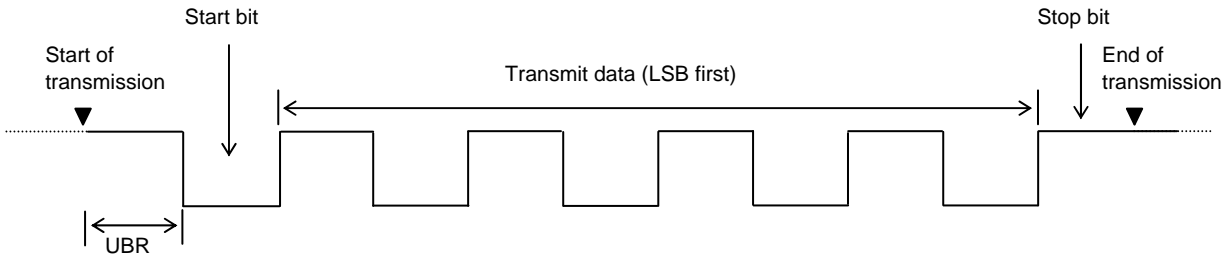 Start bit
Stop bit
Start of
transmission
Transmit data (LSB first)
End of
transmission
UBR